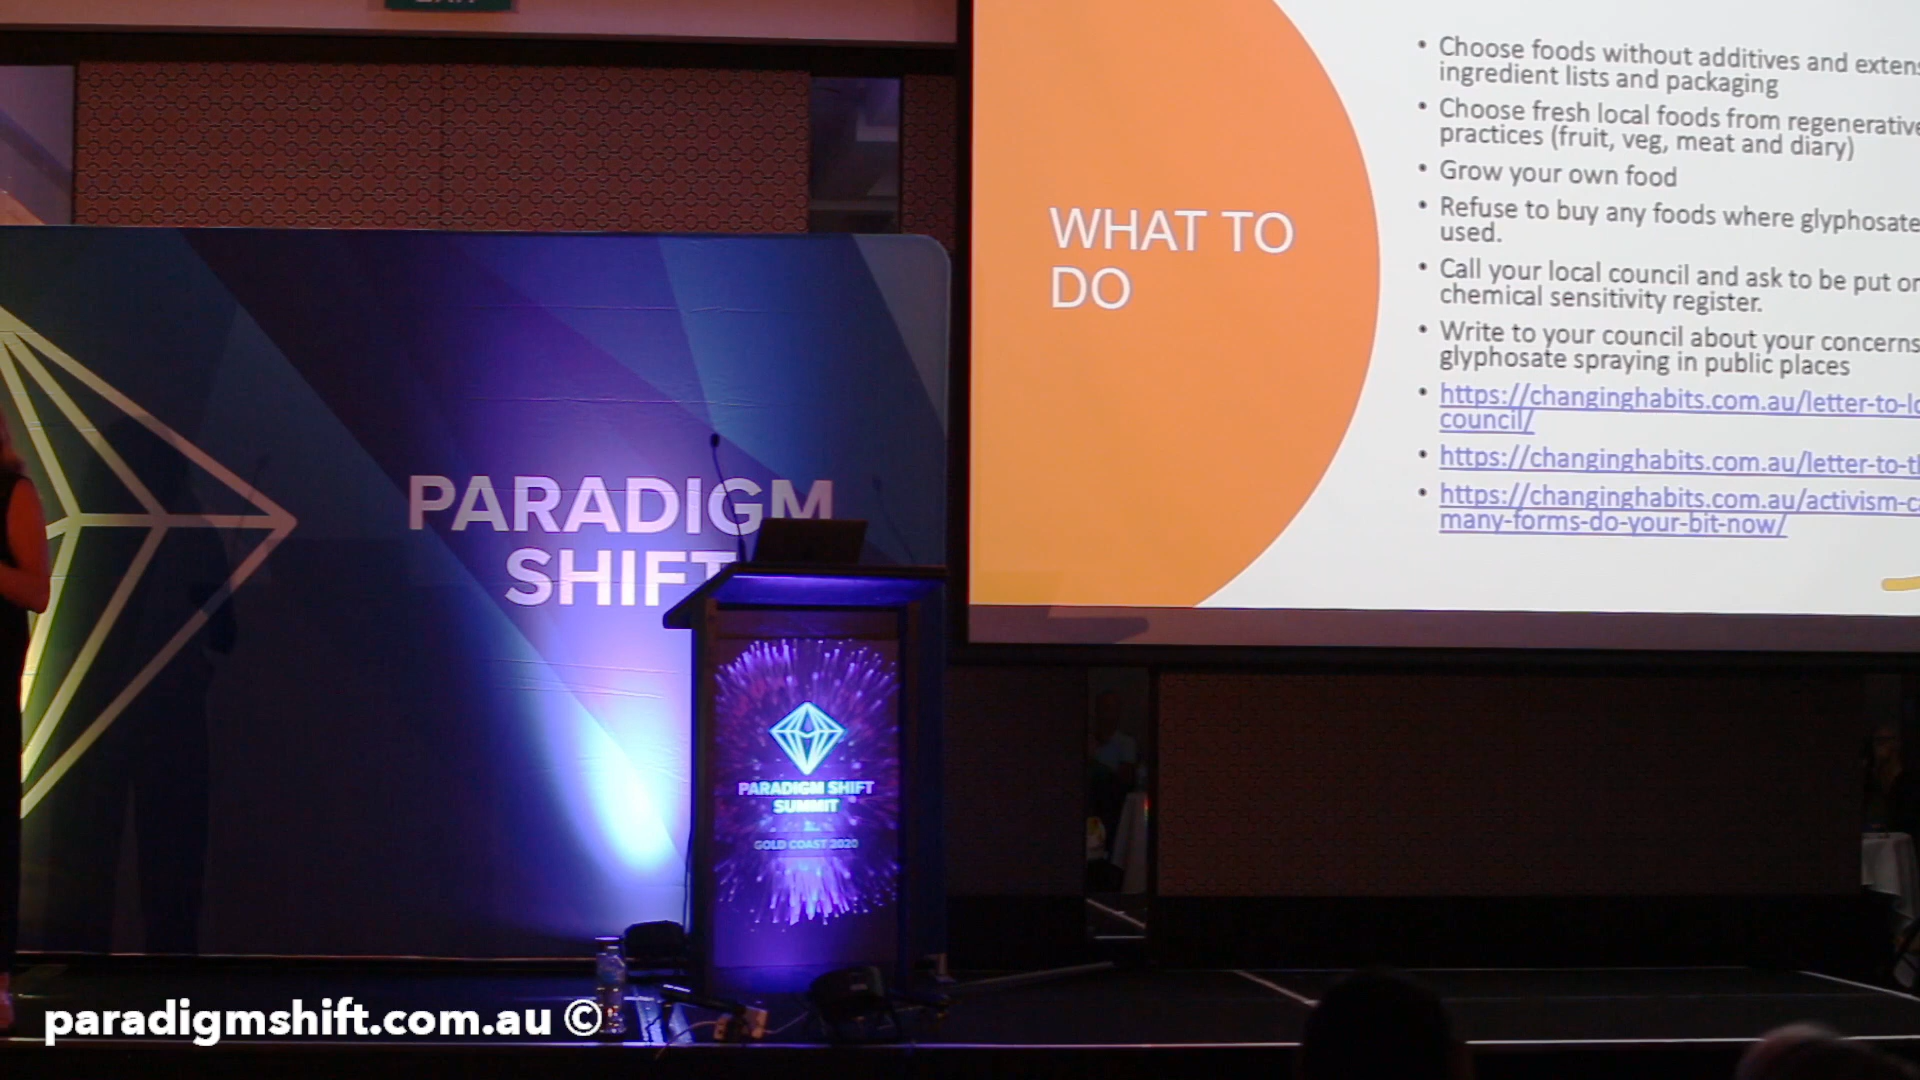 WHAT TO
DO
• Choose foods without additives and extens
ingredient lists and packaging
• Choose fresh local foods from regenerative
practices (fruit, veg, meat and diary)
• Grow your own food
• Refuse to buy any foods where glyphosate
used.
• Call your local council and ask to be put on
chemical sensitivity register.
• Write to your council about your concerns
glyphosate spraying in public places
• https://changinghabits.com.au/letter-to-lo
council/
• https://changinghabits.com.au/letter-to-th
• https://changinghabits.com.au/activism-ca
many-forms-do-your-bit-now/
PARADIGM
SHIFT
PARADIGM SHIFT
SUMMIT
GOLD COAST 2020
paradigmshift.com.au ©